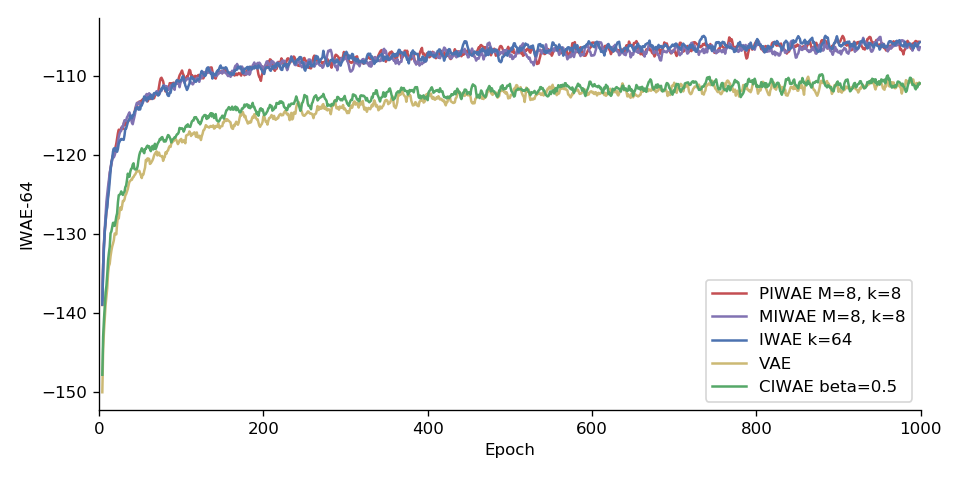 −110
−120
−130
−140
−150
IWAE-64
0 200 400 600 800 1000
Epoch
PIWAE M=8, k=8
MIWAE M=8, k=8
IWAE k=64
VAE
CIWAE beta=0.5